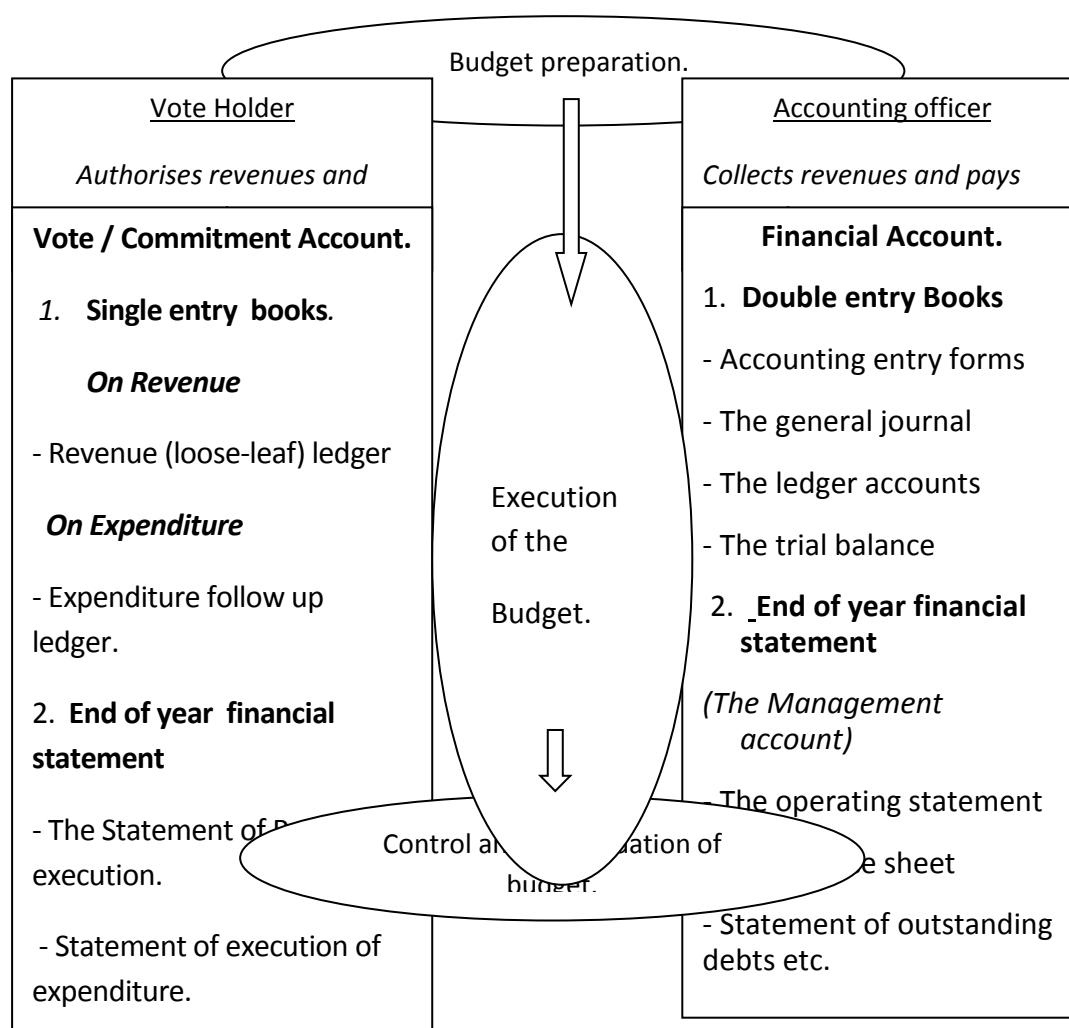 Budget preparation.
Vote Holder
Authorises revenues and
Vote / Commitment Account.
1. Single entry books.
On Revenue
- Revenue (loose-leaf) ledger
On Expenditure
- Expenditure follow up
ledger.
2. End of year financial
statement
- The Statement of
execution.
- Statement of execution of
expenditure.
Execution
of the
Budget.
Control of
budget.
Accounting officer
Collects revenues and pays
Financial Account.
1. Double entry Books
- Accounting entry forms
- The general journal
- The ledger accounts
- The trial balance
2. End of year financial
statement
(The Management
account)
- The operating statement
sheet
- Statement of outstanding
debts etc.